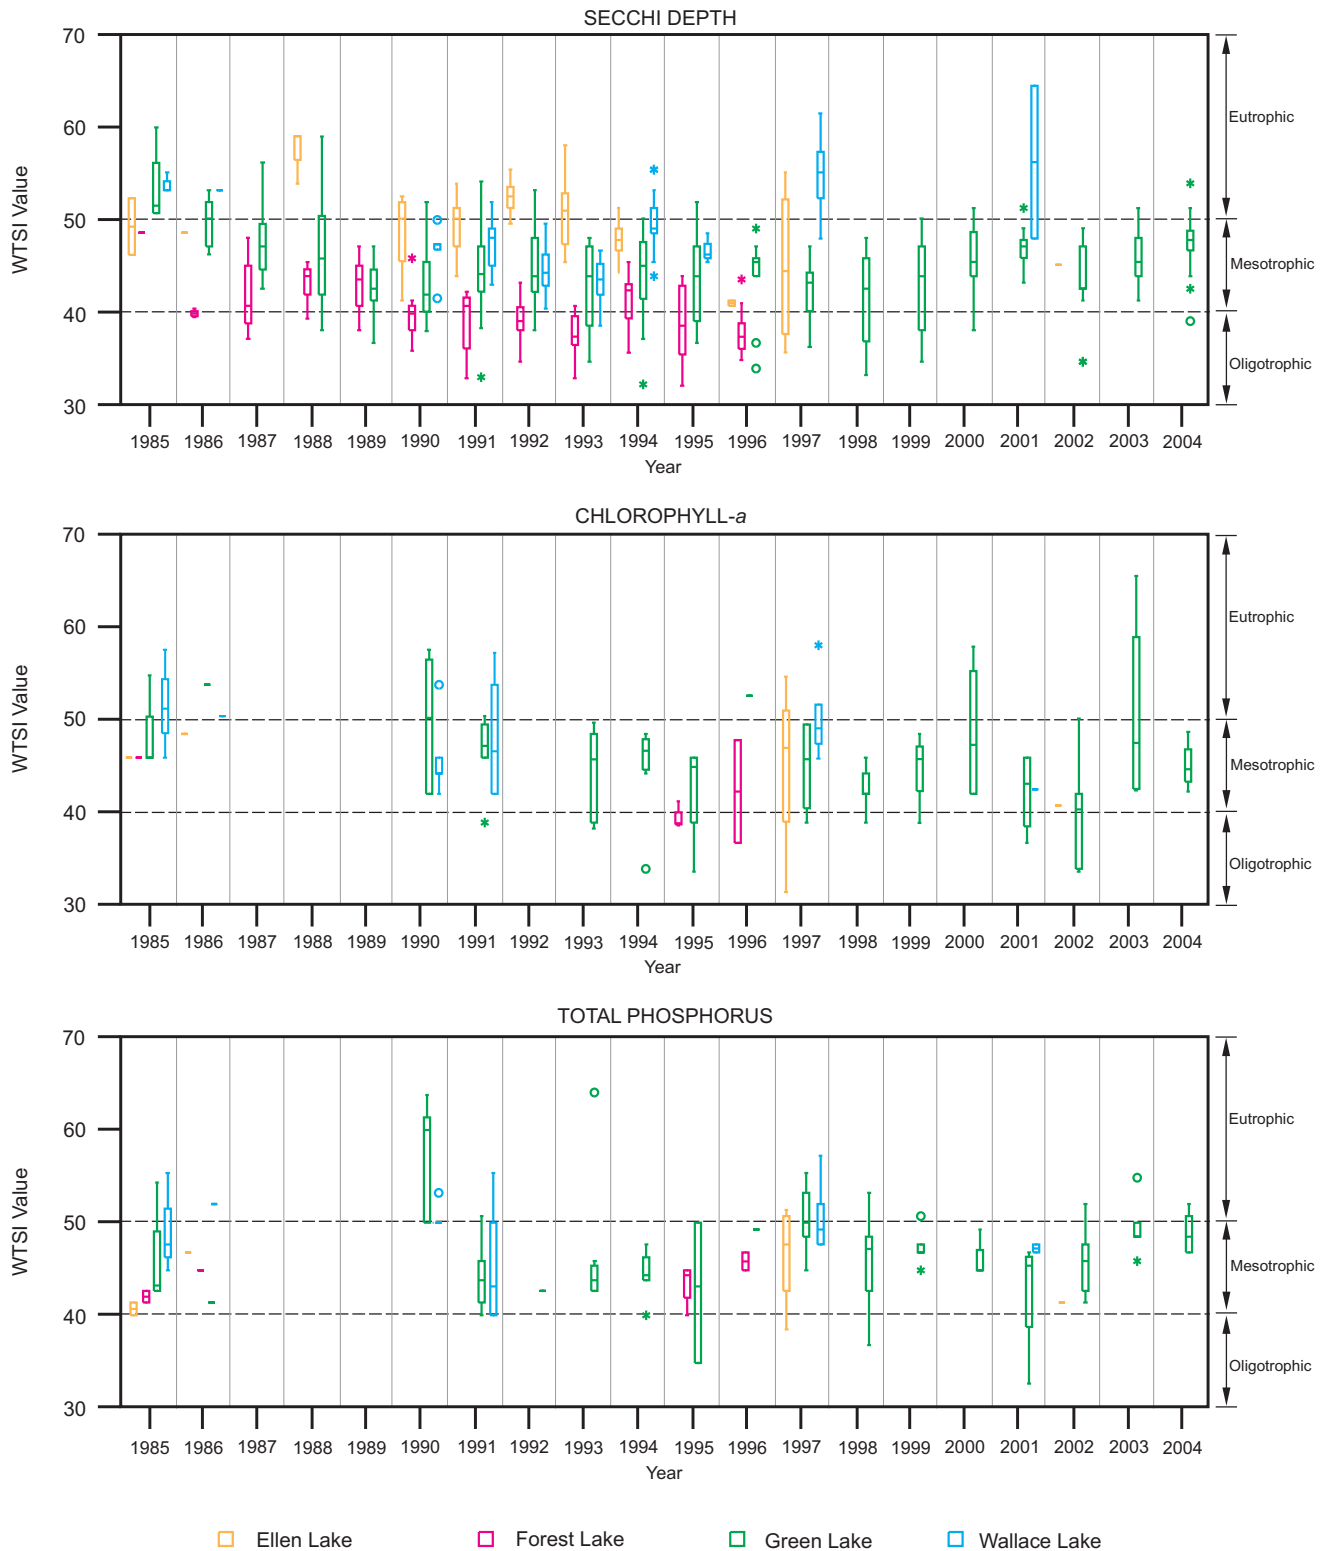 SECCHI DEPTH
70
60
50
40
30
WTSI Value
Eutrophic
Mesotrophic
Oligotrophic
1985 1986 1987 1988 1989 1990 1991 1992 1993 1994 1995 1996 1997 1998 1999 2000 2001 2002 2003 2004
Year
CHLOROPHYLL-a
70
60
50
40
30
WTSI Value
Eutrophic
Mesotrophic
Oligotrophic
1985 1986 1987 1988 1989 1990 1991 1992 1993 1994 1995 1996 1997 1998 1999 2000 2001 2002 2003 2004
Year
TOTAL PHOSPHORUS
70
60
50
40
30
WTSI Value
Eutrophic
Mesotrophic
Oligotrophic
1985 1986 1987 1988 1989 1990 1991 1992 1993 1994 1995 1996 1997 1998 1999 2000 2001 2002 2003 2004
Year
Ellen Lake Forest Lake Green Lake Wallace Lake